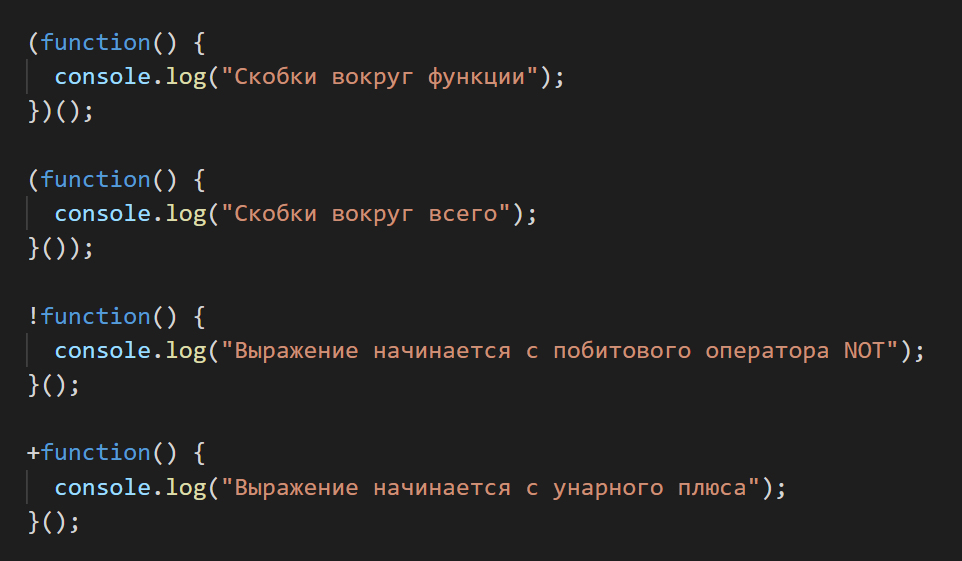 (function() {
  console.log("Скобки вокруг функции");
})();

(function() {
  console.log("Скобки вокруг всего");
}());

!function() {
  console.log("Выражение начинается с побитового оператора NOT");
}();

+function() {
  console.log("Выражение начинается с унарного плюса");
}();